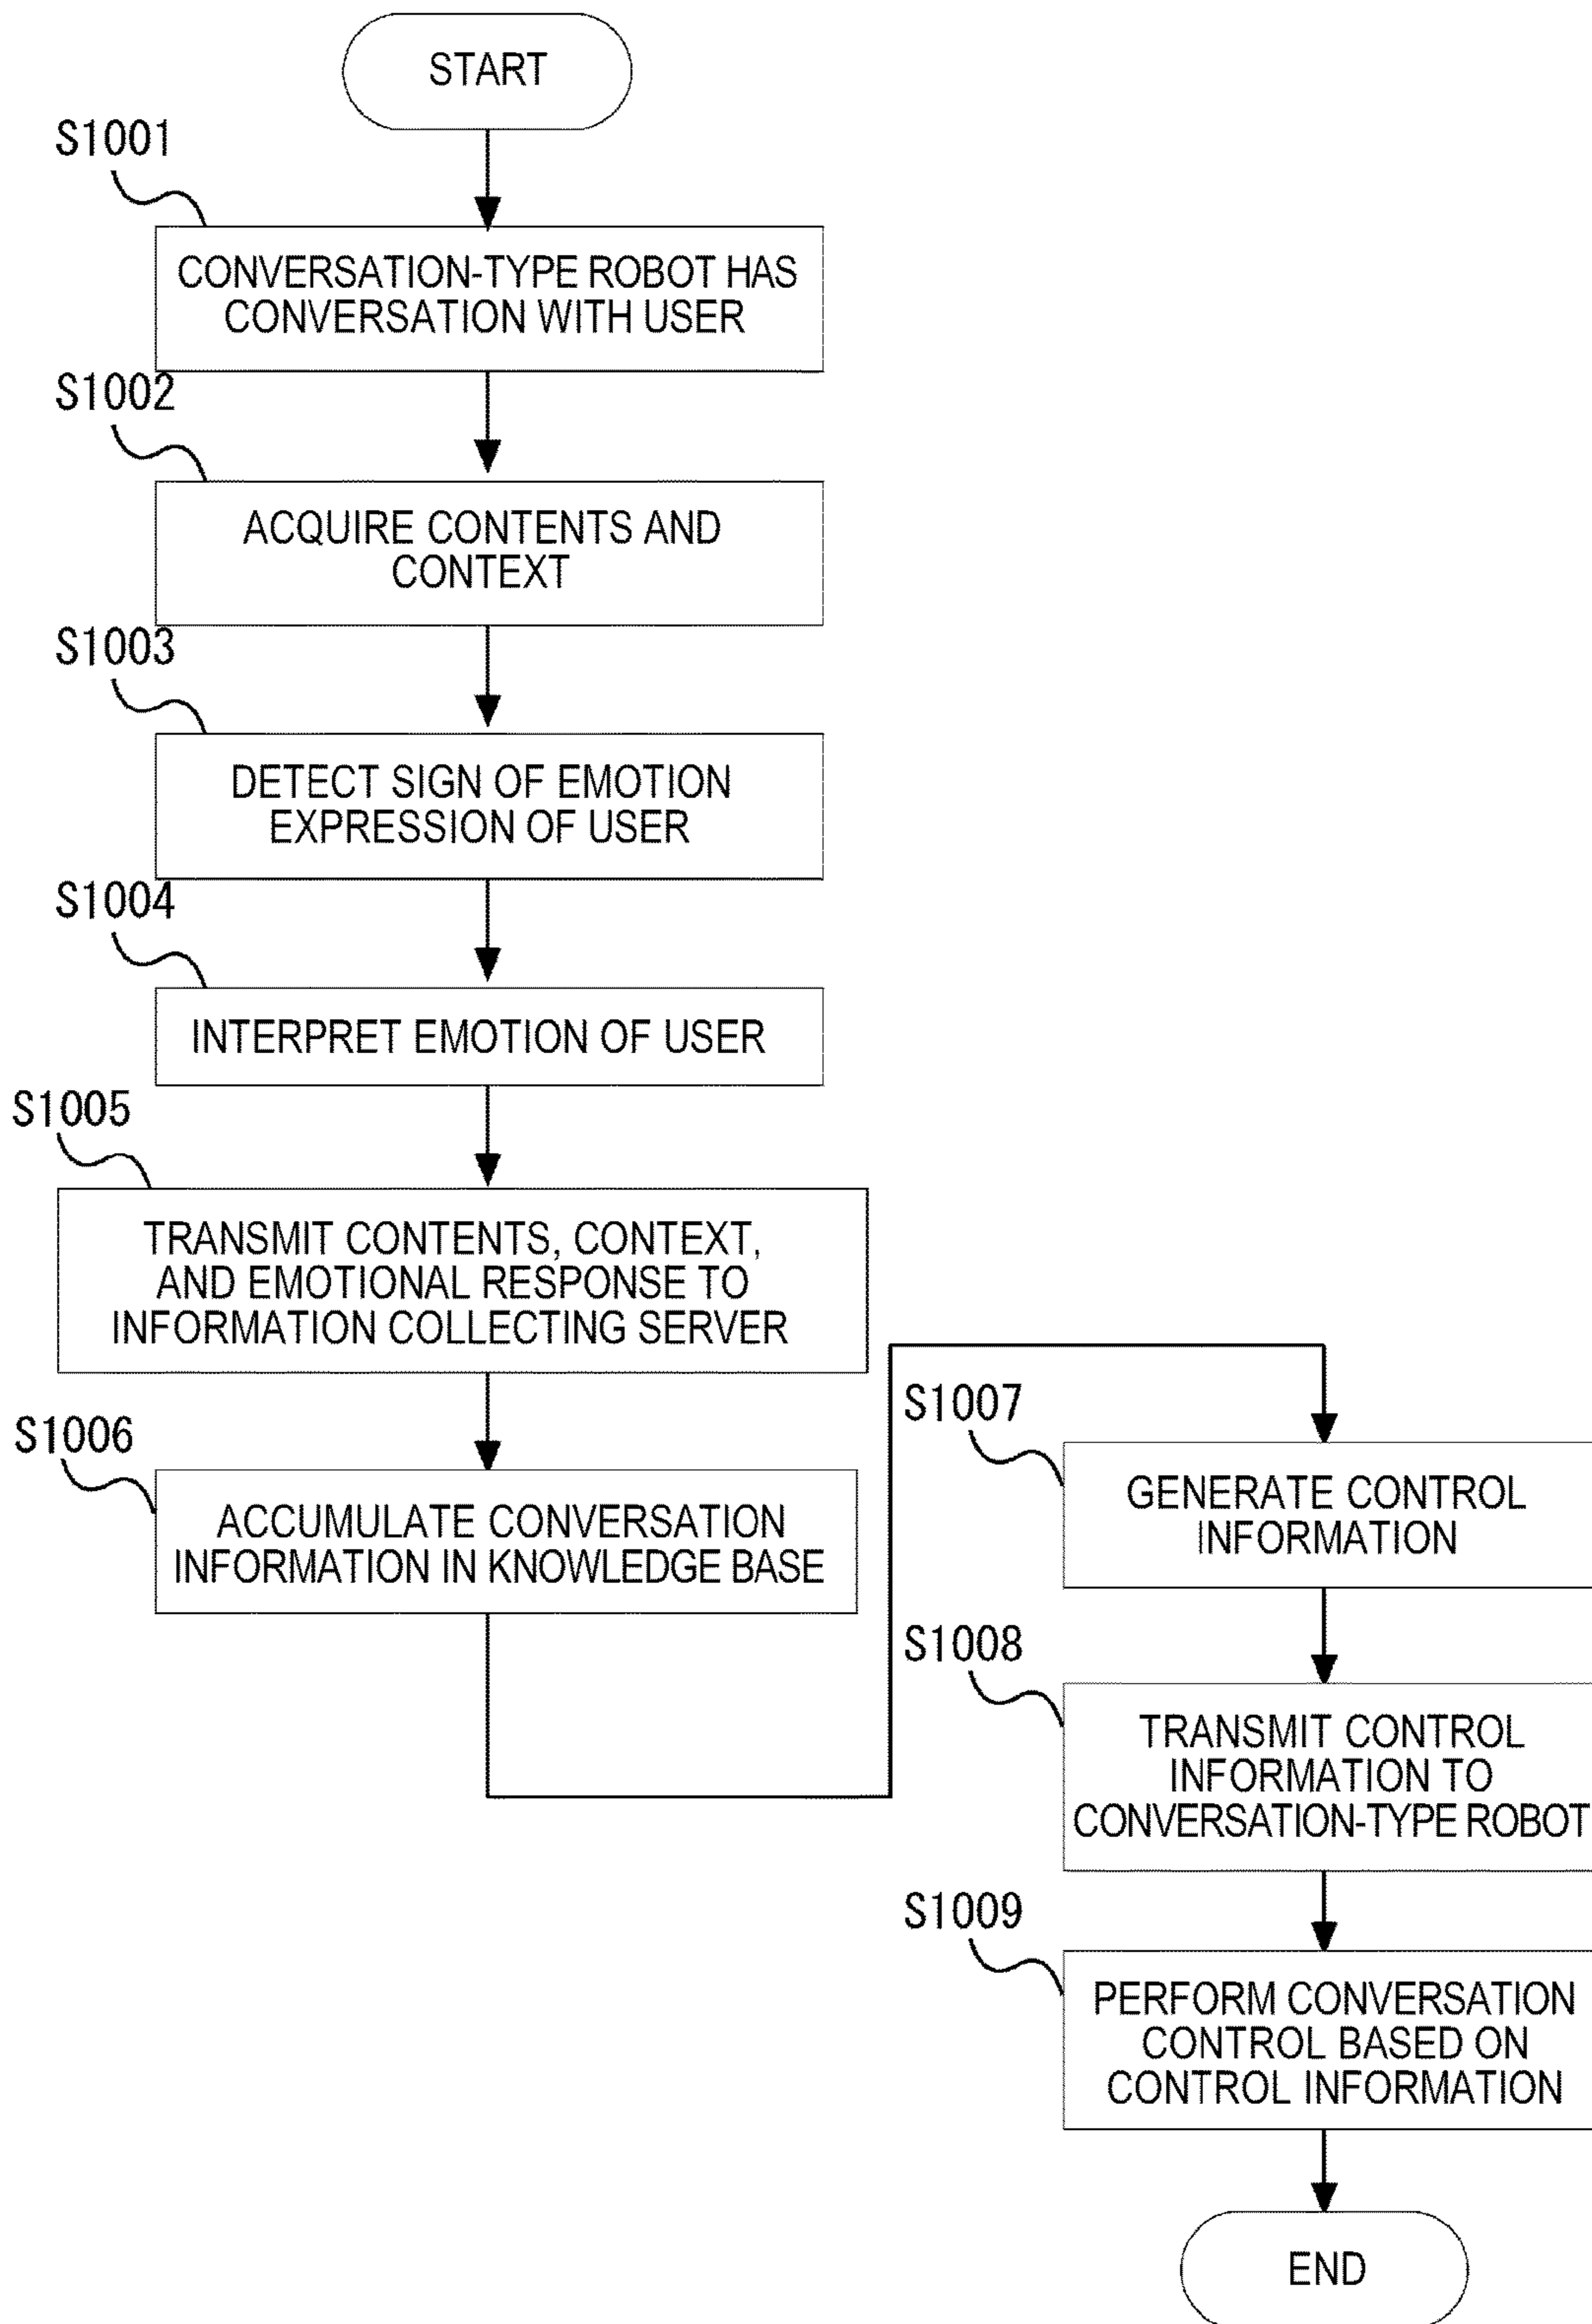 START
S1001
CONVERSATION-TYPE ROBOT HAS
CONVERSATION WITH USER
S1002
ACQUIRE CONTENTS AND
CONTEXT
S1003
DETECT SIGN OF EMOTION
EXPRESSION OF USER
S1004
INTERPRET EMOTION OF USER
S1005
TRANSMIT CONTENTS, CONTEXT,
AND EMOTIONAL RESPONSE TO
INFORMATION COLLECTING SERVER
S1006
ACCUMULATE CONVERSATION
INFORMATION IN KNOWLEDGE BASE
S1007
GENERATE CONTROL
INFORMATION
S1008
TRANSMIT CONTROL
INFORMATION TO
CONVERSATION-TYPE ROBOT
S1009
PERFORM CONVERSATION
CONTROL BASED ON
CONTROL INFORMATION
END